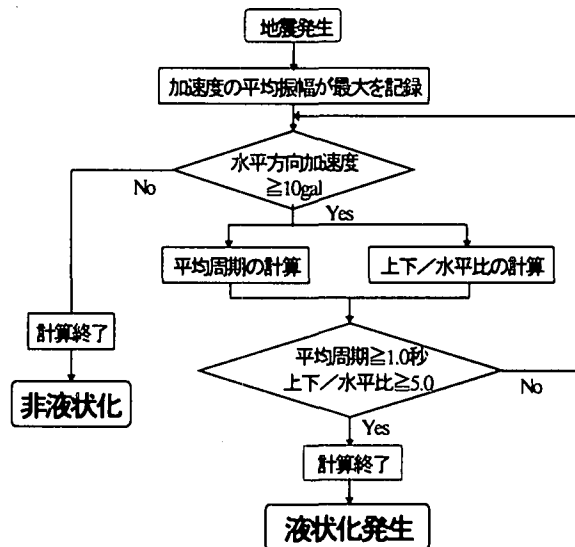 地震発生
加速度の平均振幅が最大を記録
水平方向加速度
≧10gal
No
Yes
平均周期の計算
上下／水平比の計算
計算終了
非液状化
平均周期≧1.0秒
上下／水平比≧5.0
No
Yes
計算終了
液状化発生